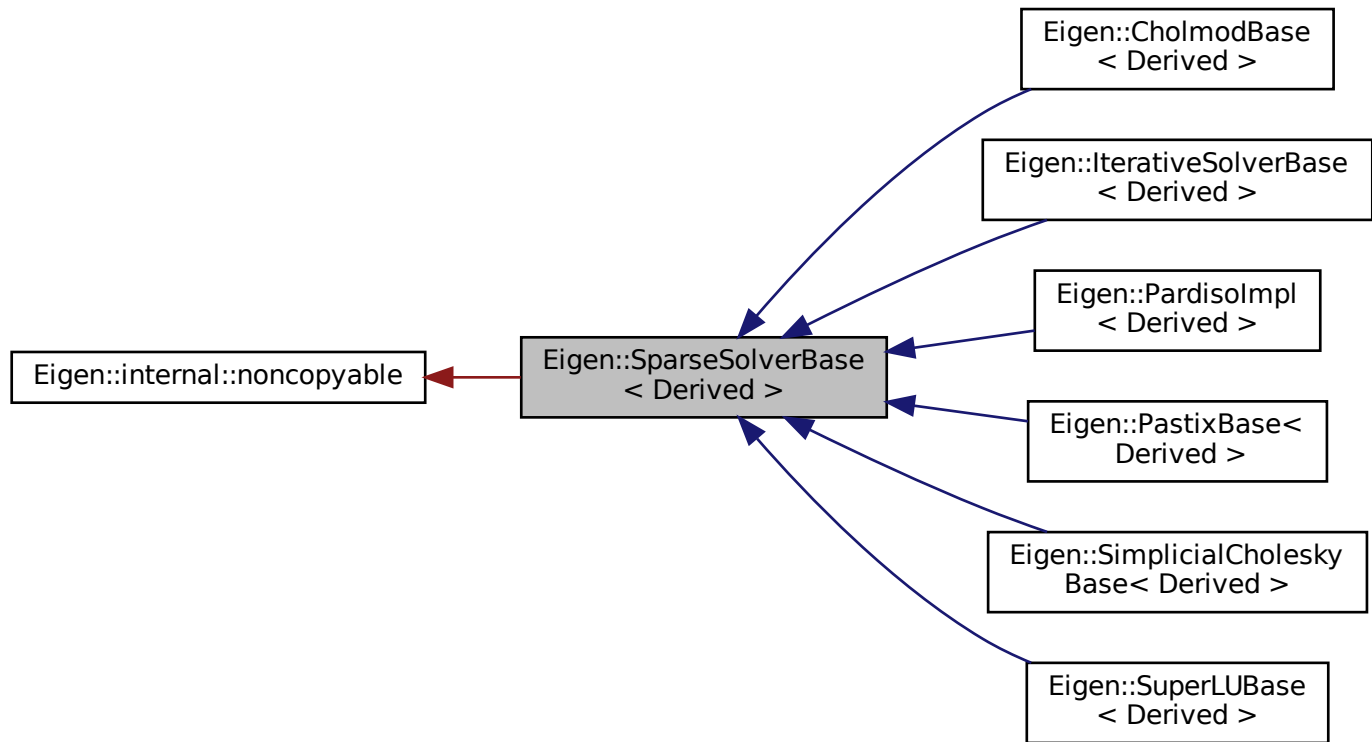 Eigen::CholmodBase
< Derived >
Eigen::IterativeSolverBase
< Derived >
Eigen::PardisoImpl
< Derived >
Eigen::internal::noncopyable
Eigen::SparseSolverBase
< Derived >
Eigen::PastixBase<
Derived >
Eigen::SimplicialCholesky
Base< Derived >
Eigen::SuperLUBase
< Derived >